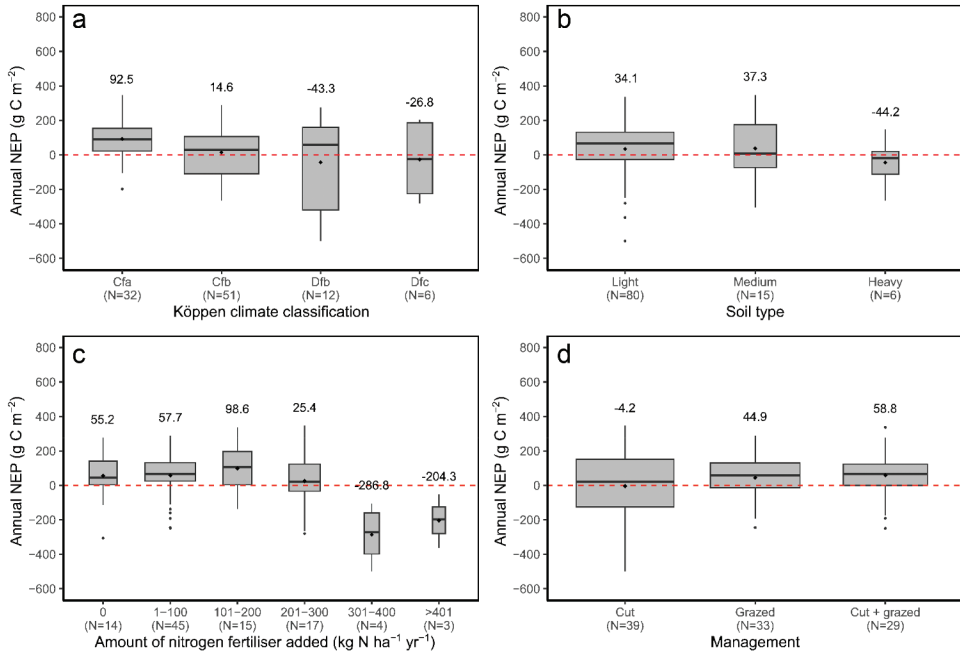 a
Annual NEP (g C m⁻²)
800
600
400
200
0
−200
−400
−600
92.5
14.6
-43.3
-26.8
Cfa
(N=32)
Cfb
(N=51)
Dfb
(N=12)
Dfc
(N=6)
Köppen climate classification
b
Annual NEP (g C m⁻²)
800
600
400
200
0
−200
−400
−600
34.1
37.3
-44.2
Light
(N=80)
Medium
(N=15)
Heavy
(N=6)
Soil type
c
Annual NEP (g C m⁻²)
800
600
400
200
0
−200
−400
−600
55.2
57.7
98.6
25.4
-286.8
-204.3
0
(N=14)
1−100
(N=45)
101−200
(N=15)
201−300
(N=17)
301−400
(N=4)
>401
(N=3)
Amount of nitrogen fertiliser added (kg N ha⁻¹ yr⁻¹)
d
Annual NEP (g C m⁻²)
800
600
400
200
0
−200
−400
−600
-4.2
44.9
58.8
Cut
(N=39)
Grazed
(N=33)
Cut + grazed
(N=29)
Management